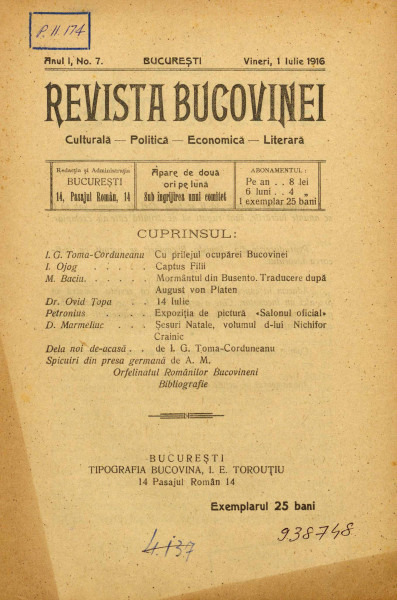 P. II. 174
Anul I, No. 7. BUCUREȘTI Vineri, 1 Iulie 1916
REVISTA BUCOVINEI
Culturală — Politică — Economică — Literară
Redacția și Administrația
BUCUREȘTI
14, Pasajul Român, 14
Apare de două
ori pe lună
Sub îngrijirea unui comitet
ABONAMENTUL:
Pe an . . 8 lei
6 luni . . 4 „
1 exemplar 25 bani
CUPRINSUL:
I. G. Toma-Corduneanu Cu prilejul ocupărei Bucovinei
I. Ojog . . . . . Captus Filii
M. Baciu. . . . . . Mormântul din Busento. Traducere după
August von Platen
Dr. Ovid Țopa . . . 14 Iulie
Petronius . . . . Expoziția de pictură «Salonul oficial»
D. Marmeliuc . . . Șesuri Natale, volumul d-lui Nichifor
Crainic
Dela noi de-acasă . . de I. G. Toma-Corduneanu
Spicuiri din presa germană de A. M.
Orfelinatul Românilor Bucovineni
Bibliografie
BUCUREȘTI
TIPOGRAFIA BUCOVINA, I. E. TOROUȚIU
14 Pasajul Român 14
Exemplarul 25 bani
4.137
938748